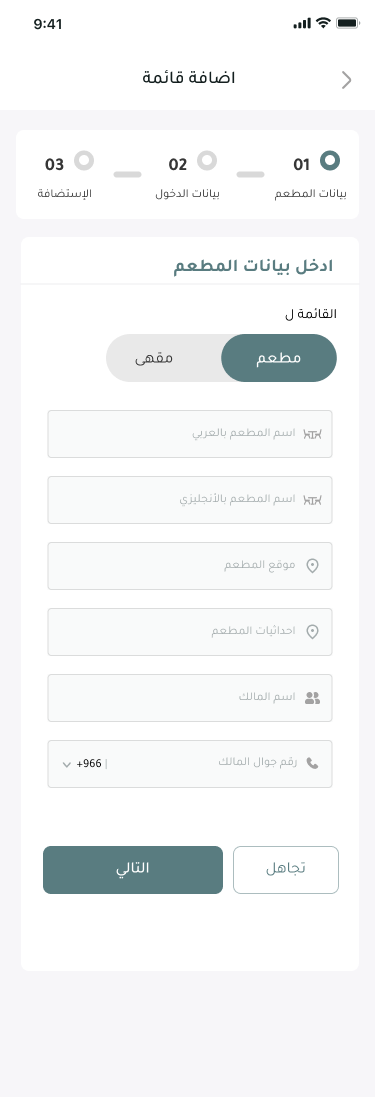 9:41
اضافة قائمة
01 02 03
بيانات المطعم بيانات الدخول الإستضافة
ادخل بيانات المطعم
القائمة ل
مطعم مقهى
اسم المطعم بالعربي
اسم المطعم بالأنجليزي
موقع المطعم
احداثيات المطعم
اسم المالك
رقم جوال المالك +966
تجاهل التالي